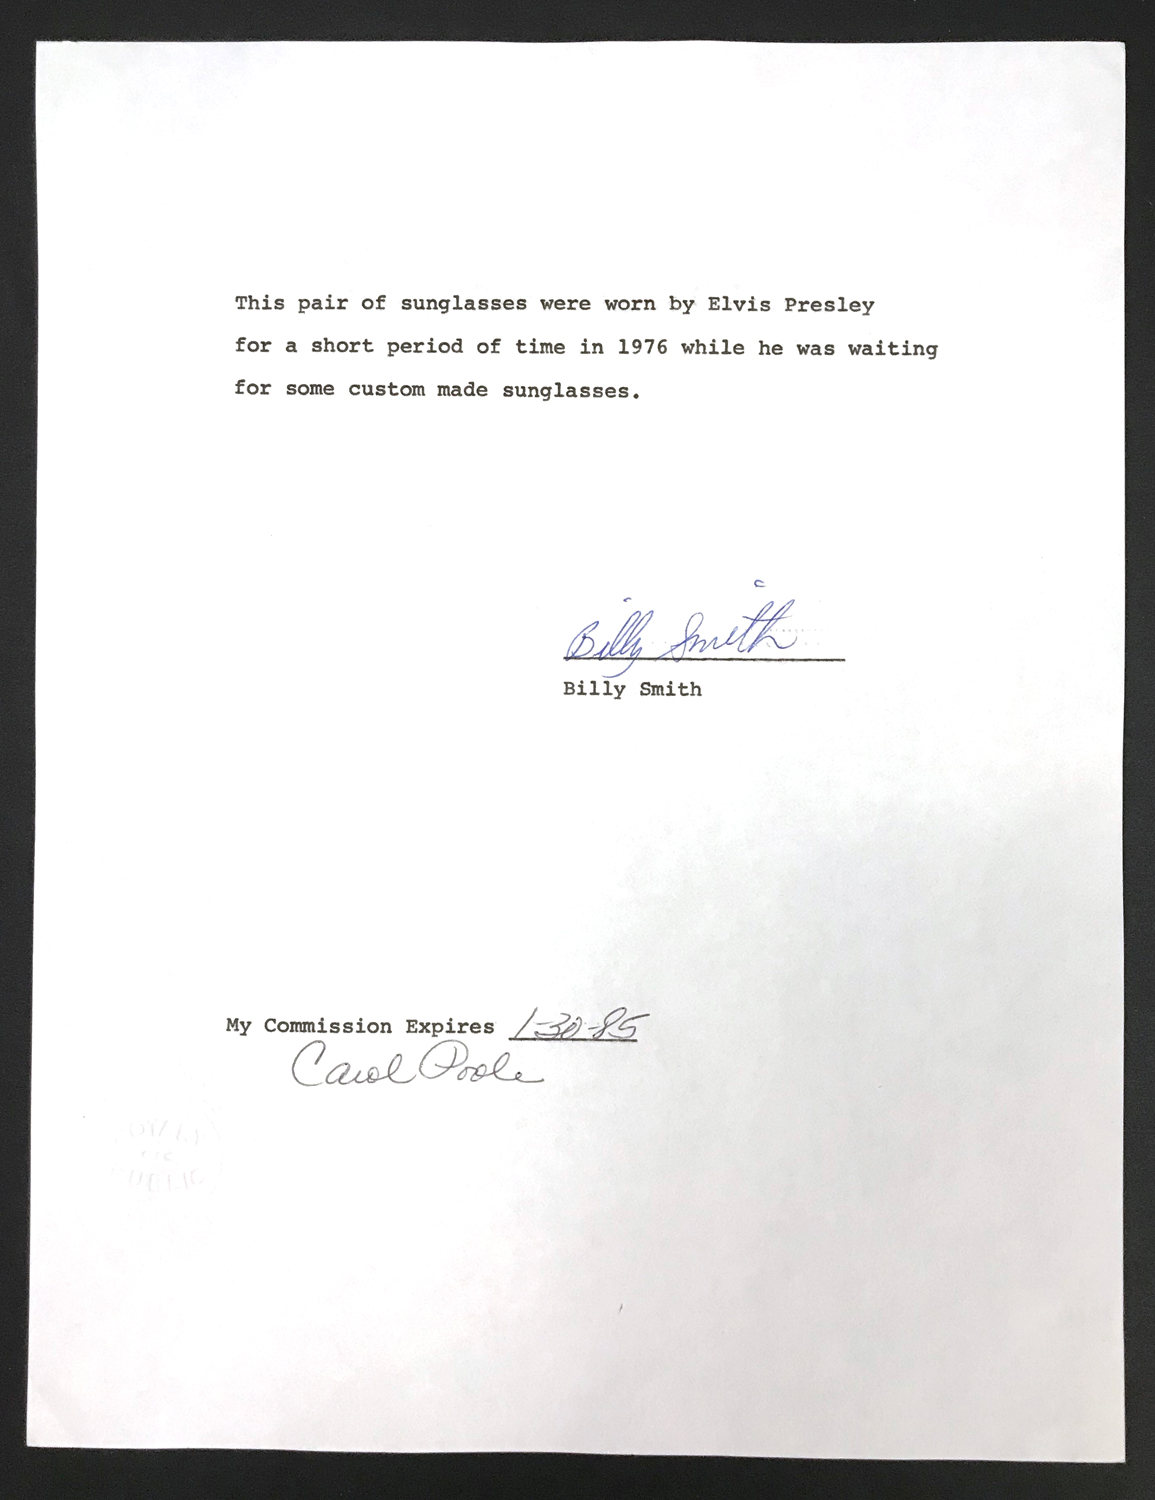 This pair of sunglasses were worn by Elvis Presley
for a short period of time in 1976 while he was waiting
for some custom made sunglasses.
Billy Smith
Billy Smith
My Commission Expires 1-30-85
Carol Poole